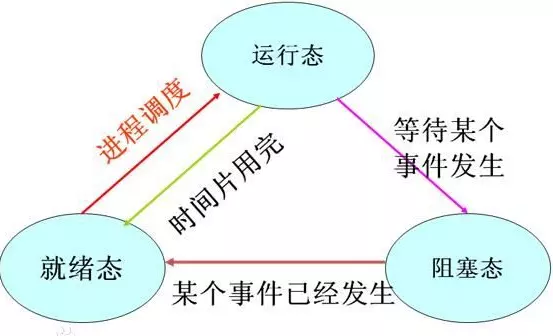 运行态
进程调度
时间片用完
等待某个
事件发生
就绪态
某个事件已经发生
阻塞态